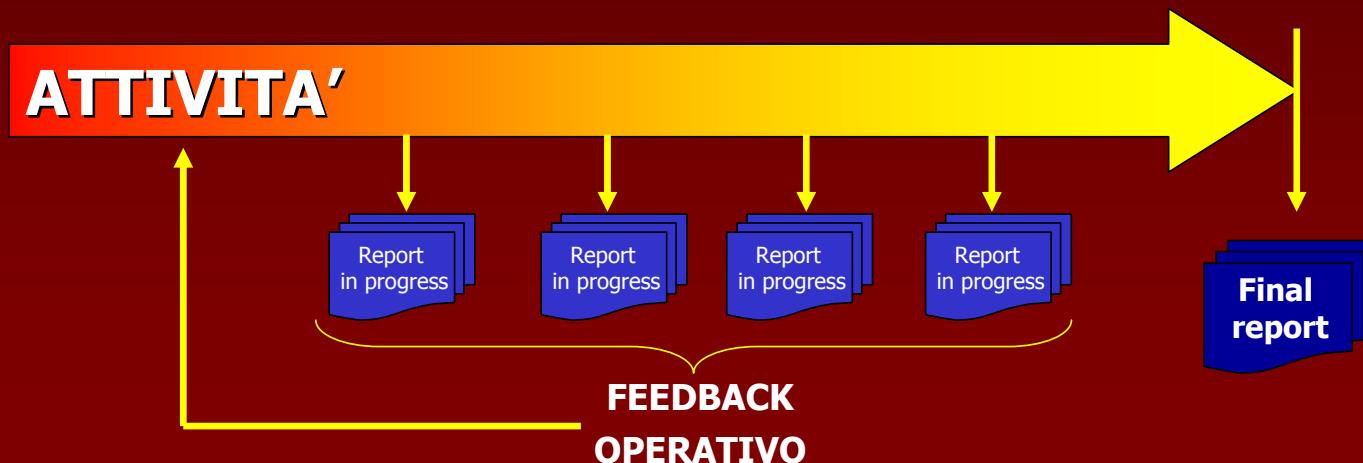 ATTIVITA’
Report
in progress
Report
in progress
Report
in progress
Report
in progress
Final
report
FEEDBACK
OPERATIVO